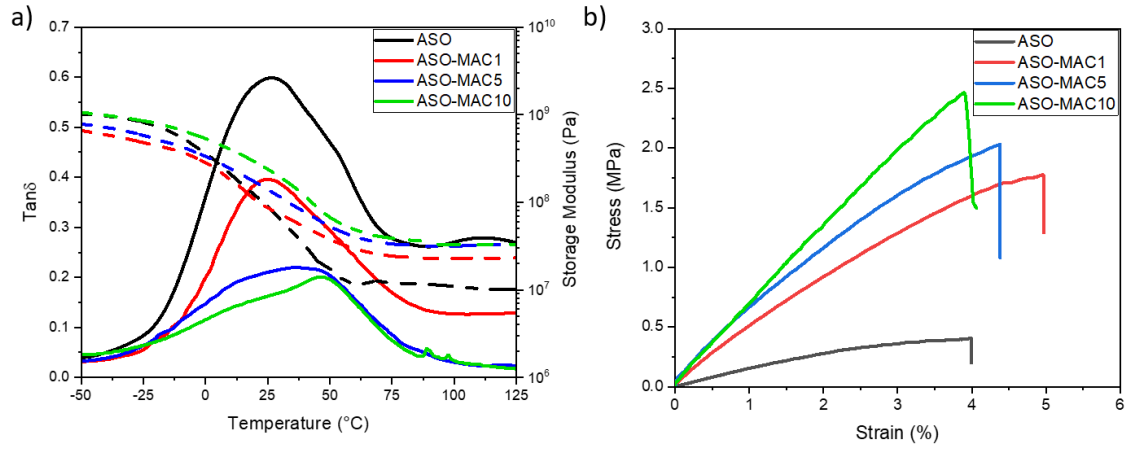 a)
0.7
0.6
0.5
0.4
0.3
0.2
0.1
0.0
Tanδ
-50
-25
0
25
50
75
100
125
Temperature (°C)
10¹⁰
10⁹
10⁸
10⁷
10⁶
Storage Modulus (Pa)
ASO
ASO-MAC1
ASO-MAC5
ASO-MAC10
b)
3.0
2.5
2.0
1.5
1.0
0.5
0.0
Stress (MPa)
0
1
2
3
4
5
6
Strain (%)
ASO
ASO-MAC1
ASO-MAC5
ASO-MAC10